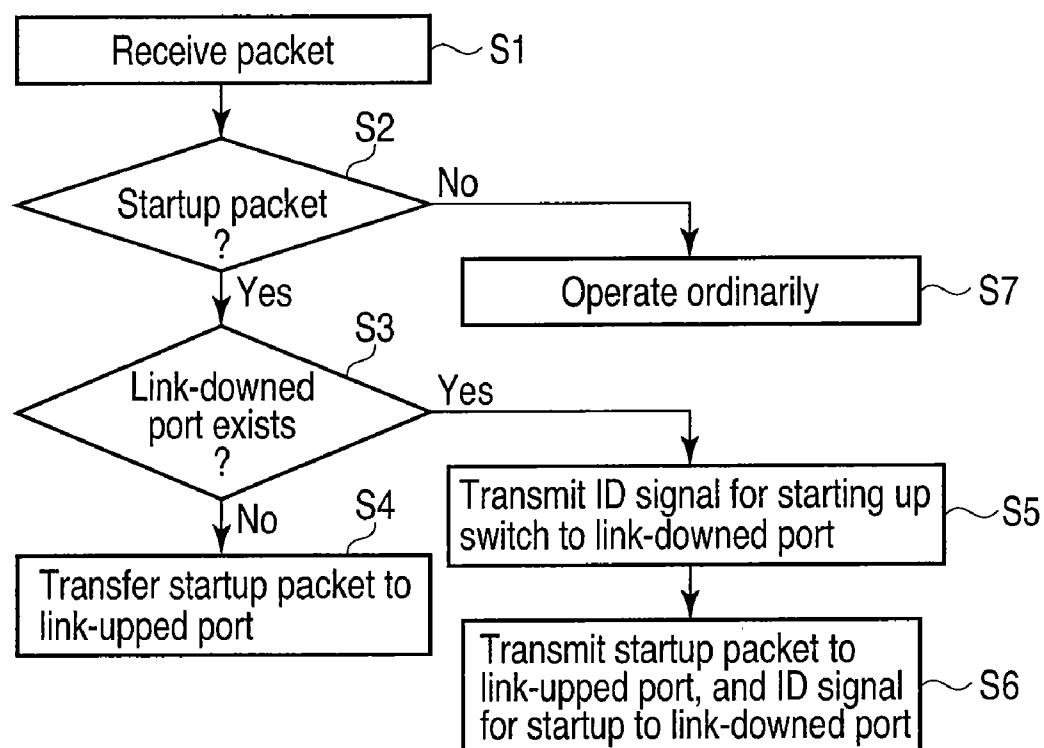 Receive packet
S1
S2
Startup packet
?
No
Yes
Operate ordinarily
S7
S3
Link-downed
port exists
?
Yes
No
S4
Transfer startup packet to
link-upped port
Transmit ID signal for starting up
switch to link-downed port
S5
Transmit startup packet to
link-upped port, and ID signal
for startup to link-downed port
S6